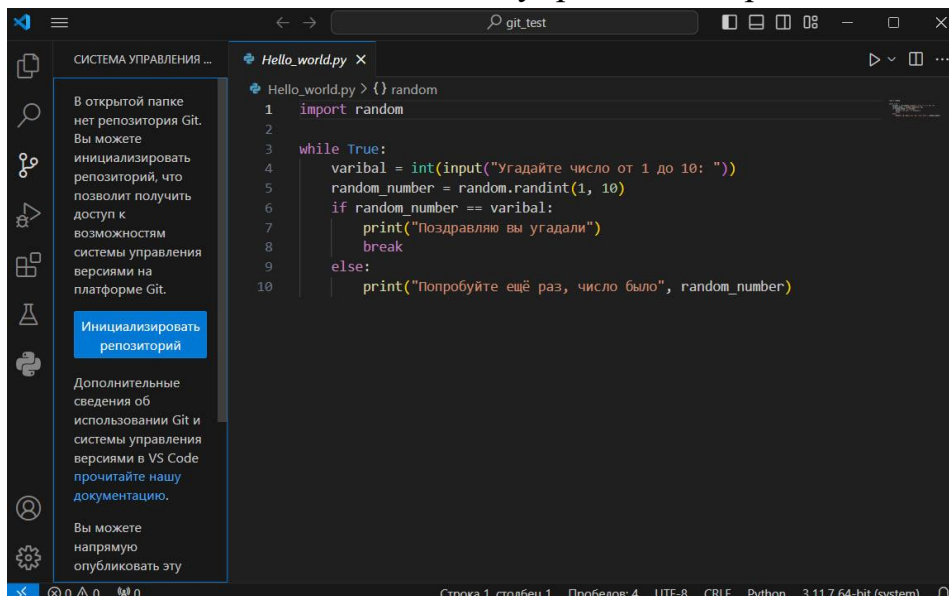 git_test
СИСТЕМА УПРАВЛЕНИЯ ...
В открытой папке
нет репозитория Git.
Вы можете
инициализировать
репозиторий, что
позволит получить
доступ к
возможностям
системы управления
версиями на
платформе Git.
Инициализировать
репозиторий
Дополнительные
сведения об
использовании Git и
системы управления
версиями в VS Code
прочитайте нашу
документацию.
Вы можете
напрямую
опубликовать эту
Hello_world.py
Hello_world.py > {} random
1 import random
2
3 while True:
4 varibal = int(input("Угадайте число от 1 до 10: "))
5 random_number = random.randint(1, 10)
6 if random_number == varibal:
7 print("Поздравляю вы угадали")
8 break
9 else:
10 print("Попробуйте ещё раз, число было", random_number)
0 0 0 Строка 1, столбец 1 Пробелов: 4 UTF-8 CRLF Python 3.11.7 64-bit (system)